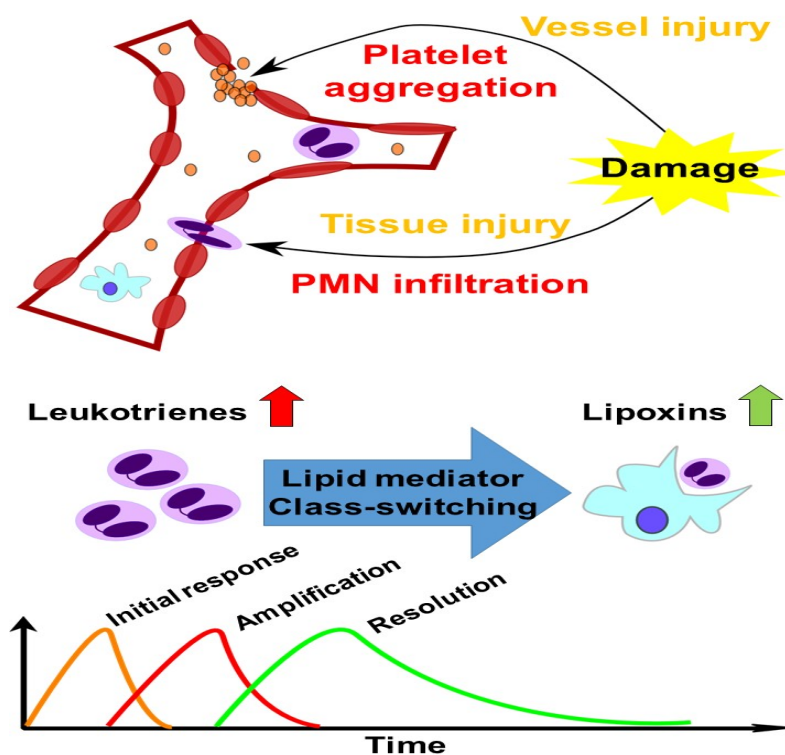 Vessel injury
Platelet
aggregation
Damage
Tissue injury
PMN infiltration
Leukotrienes
Lipoxins
Lipid mediator
Class-switching
Initial response
Amplification
Resolution
Time